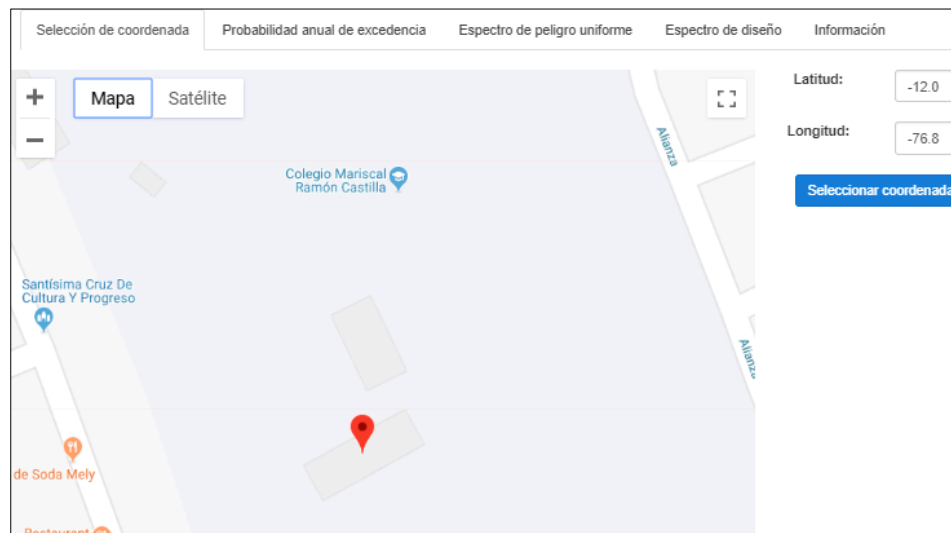 Selección de coordenada
Probabilidad anual de excedencia
Espectro de peligro uniforme
Espectro de diseño
Información
+
Mapa
Satélite
−
Latitud:
-12.0
Longitud:
-76.8
Seleccionar coordenada
Alianza
Colegio Mariscal
Ramón Castilla
Santísima Cruz De
Cultura Y Progreso
Alianza
de Soda Mely
Restaurant